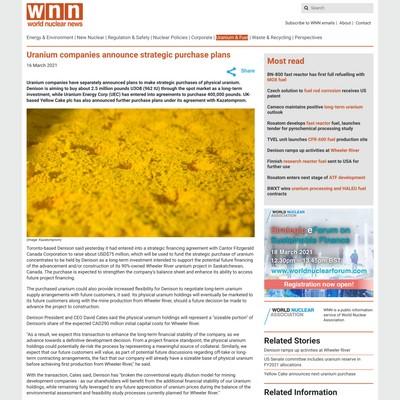 wnn
world nuclear news
Search
Subscribe to WNN emails | About | Contact
Energy & Environment | New Nuclear | Regulation & Safety | Nuclear Policies | Corporate | Uranium & Fuel | Waste & Recycling | Perspectives
Uranium companies announce strategic purchase plans
16 March 2021
Share
Uranium companies have separately announced plans to make strategic purchases of physical uranium.
Denison is aiming to buy about 2.5 million pounds U3O8 (962 tU) through the spot market as a long-term
investment, while Uranium Energy Corp (UEC) has entered into agreements to purchase 400,000 pounds. UK-
based Yellow Cake plc has also announced further purchase plans under its agreement with Kazatomprom.
(Image: Kazatomprom)
Toronto-based Denison said yesterday it had entered into a strategic financing agreement with Cantor Fitzgerald
Canada Corporation to raise about USD$75 million, which will be used to fund the strategic purchase of uranium
concentrates to be held by Denison as a long-term investment intended to support the potential future financing
of the advancement and/or construction of its 90%-owned Wheeler River uranium project in Saskatchewan,
Canada. The purchase is expected to strengthen the company's balance sheet and enhance its ability to access
future project financing.
The purchased uranium could also provide increased flexibility for Denison to negotiate long-term uranium
supply arrangements with future customers, it said. Its physical uranium holdings will eventually be marketed to
its future customers along with the mine production from Wheeler River, should a future decision be made to
advance the project to construction.
Denison President and CEO David Cates said the physical uranium holdings will represent a "sizeable portion" of
Denison's share of the expected CAD290 million initial capital costs for Wheeler River.
"As a result, we expect this transaction to enhance the long-term financial stability of the company, as we
advance towards a definitive development decision. From a project finance standpoint, the physical uranium
holdings could potentially de-risk the project by representing a meaningful source of collateral. Similarly, we
expect that our future customers will value, as part of potential future discussions regarding off-take or long-
term contracting arrangements, the fact that our company will already have a sizeable base of physical uranium
before achieving first production from Wheeler River," he said.
With the transaction, Cates said, Denison has "broken the conventional equity dilution model for mining
development companies - as our shareholders will benefit from the additional financial stability of our uranium
holdings, while remaining fully leveraged to any future appreciation of uranium prices during the balance of the
environmental assessment and feasibility study processes currently planned for Wheeler River."
Most read
BN-800 fast reactor has first full refuelling with
MOX fuel
Czech solution to fuel rod corrosion receives US
patent
Cameco maintains positive long-term uranium
outlook
Rosatom develops fast reactor fuel, launches
tender for pyrochemical processing study
TVEL unit launches CFR-600 fuel production site
Denison ramps up activities at Wheeler River
Finnish research reactor fuel sent to USA for
further use
Rosatom enters next stage of ATF development
BWXT wins uranium processing and HALEU fuel
contracts
WORLD NUCLEAR
ASSOCIATION
Strategic eForum on
Sustainable Finance
18 March 2021
12.30pm – 13.45pm BST
www.worldnuclearforum.com
Registration now open!
WORLD NUCLEAR
ASSOCIATION
WNN is a public information
service of World Nuclear
Association
Related Stories
Denison ramps up activities at Wheeler River
US Senate committee includes uranium reserve in
FY2021 allocations
Yellow Cake announces next uranium purchase
Related Information